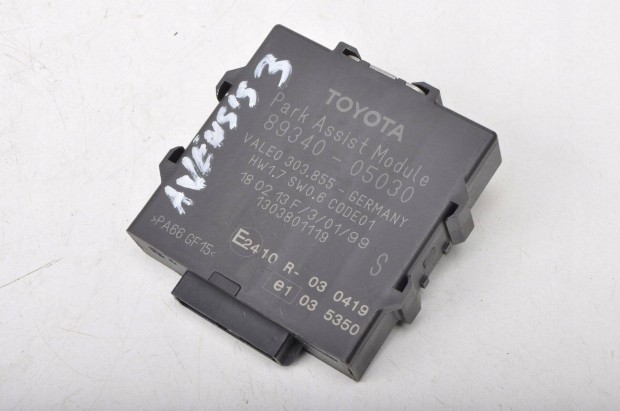 AVENSIS 3
TOYOTA
Park Assist Module
89340-05030
VALEO 303.855 - GERMANY
HW1.7 SW0.6 CODE01
18 02 13 F/3/01/99
1303801119
S
>PA66 GF15<
E2410 R- 03 0419
e1 03 5350